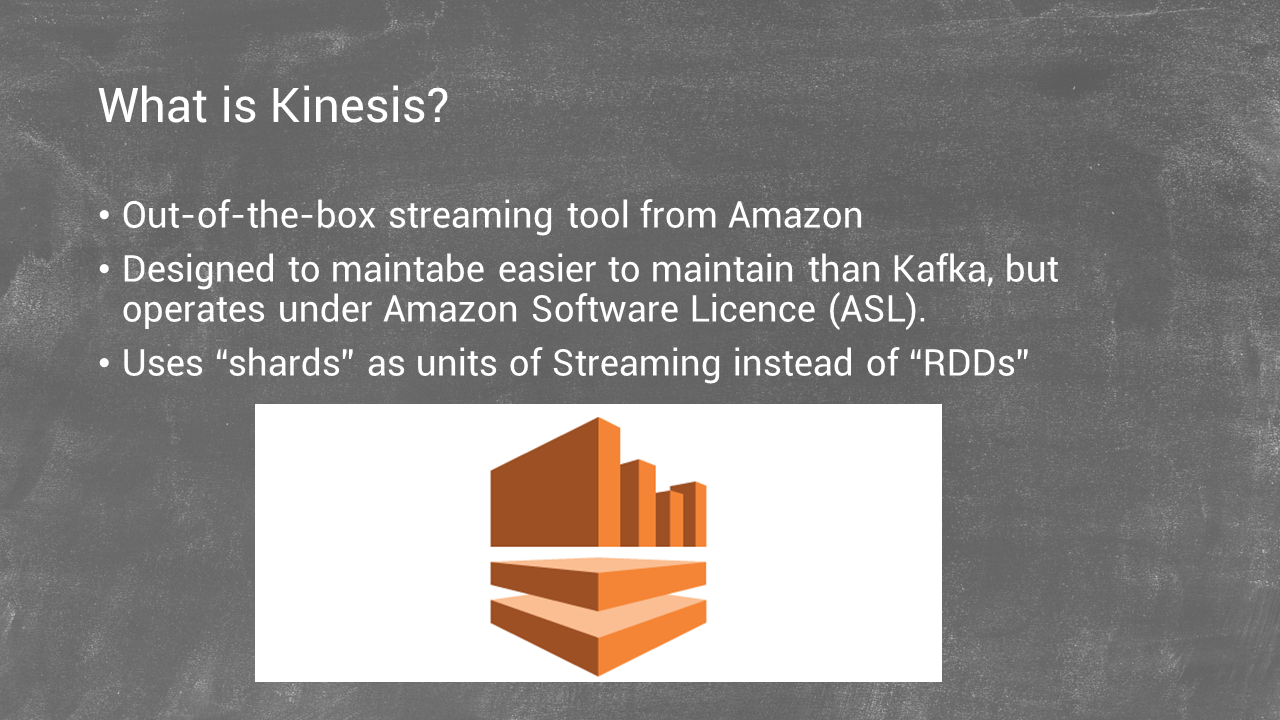 What is Kinesis?
• Out-of-the-box streaming tool from Amazon
• Designed to maintabe easier to maintain than Kafka, but
operates under Amazon Software Licence (ASL).
• Uses “shards” as units of Streaming instead of “RDDs”